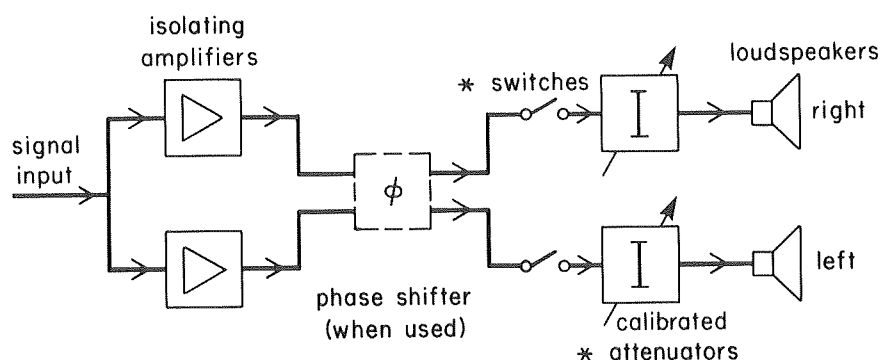 isolating
amplifiers
loudspeakers
* switches
right
signal
input
ϕ
left
phase shifter
(when used)
calibrated
* attenuators